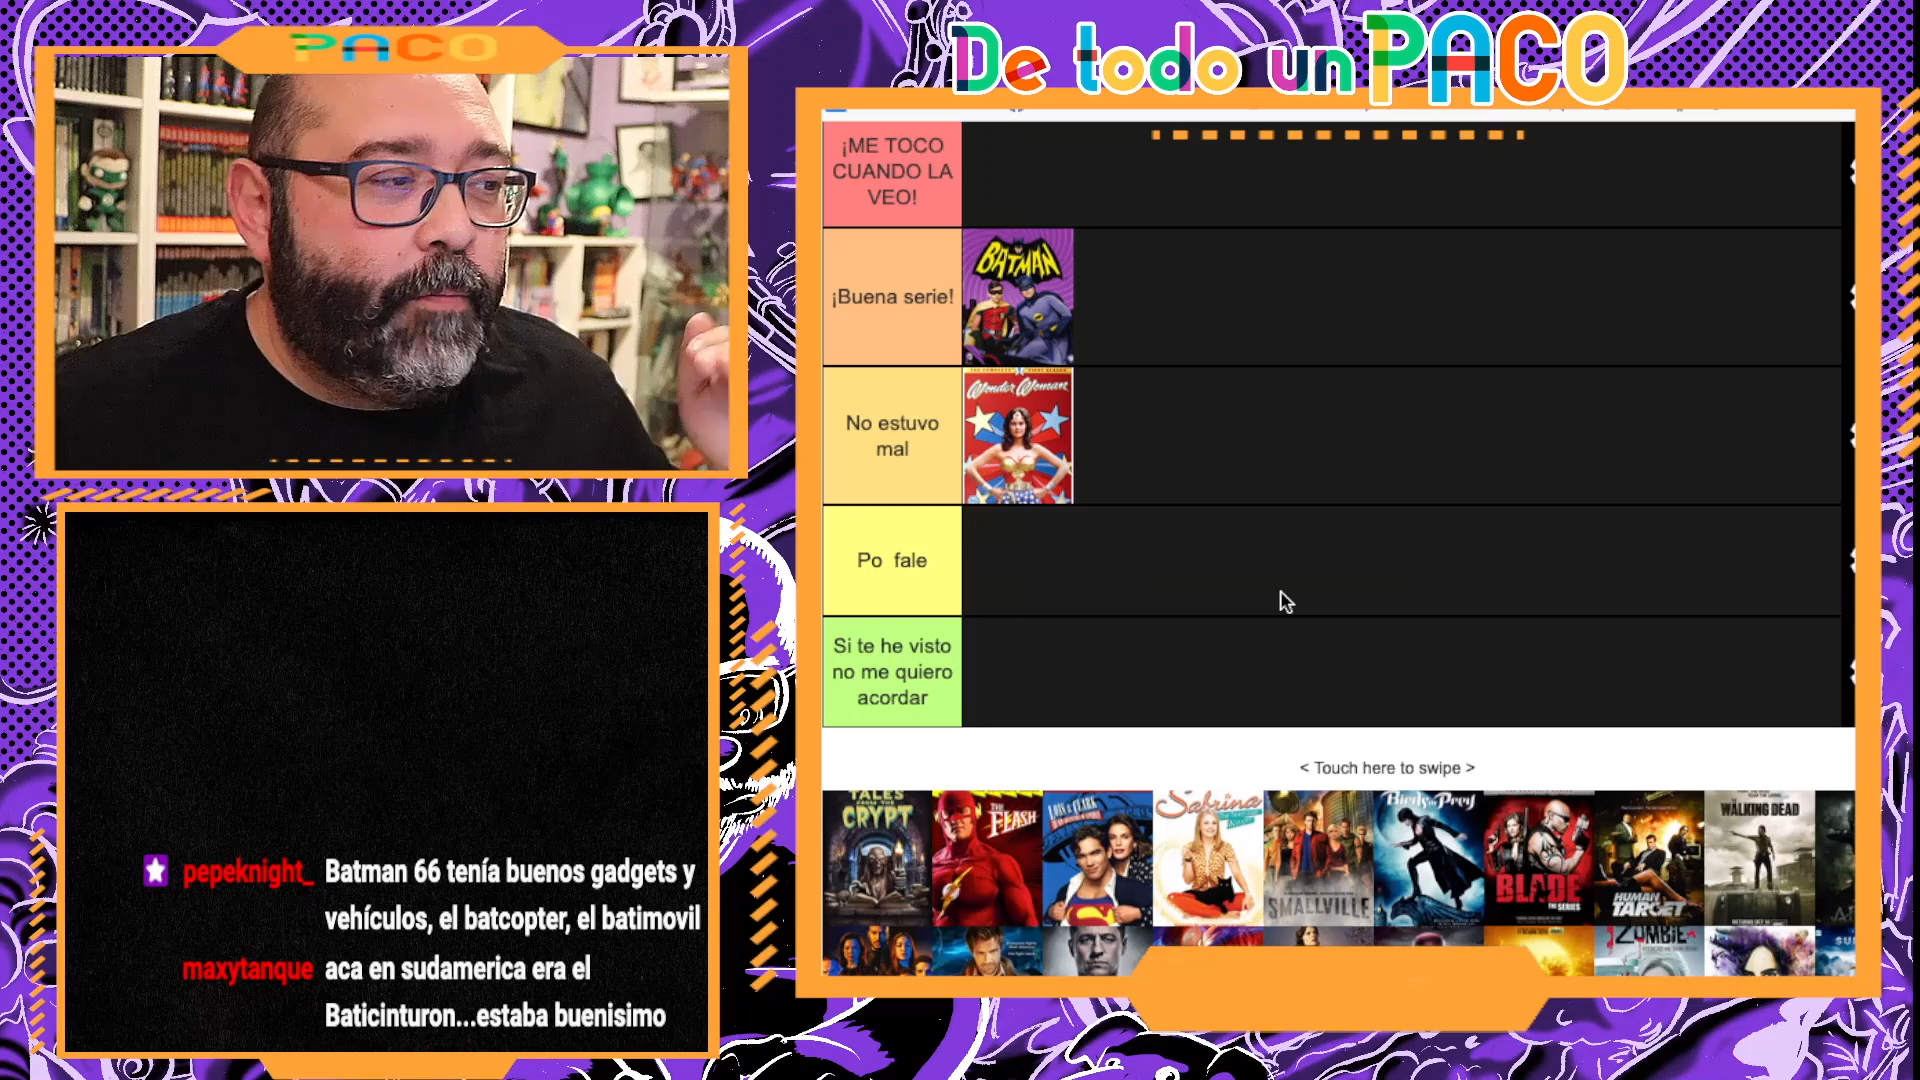 PACO
De todo un PACO
¡ME TOCO
CUANDO LA
VEO!
¡Buena serie!
BATMAN
No estuvo
mal
Wonder Woman
Po fale
Si te he visto
no me quiero
acordar
< Touch here to swipe >
TALES
FROM THE
CRYPT
THE
FLASH
LOIS & CLARK
Sabrina
SMALLVILLE
Birds of Prey
BLADE
THE SERIES
HUMAN
TARGET
WALKING DEAD
iZOMBIE
pepeknight_ Batman 66 tenía buenos gadgets y
vehículos, el batcopter, el batimovil
maxytanque aca en sudamerica era el
Baticinturon...estaba buenisimo